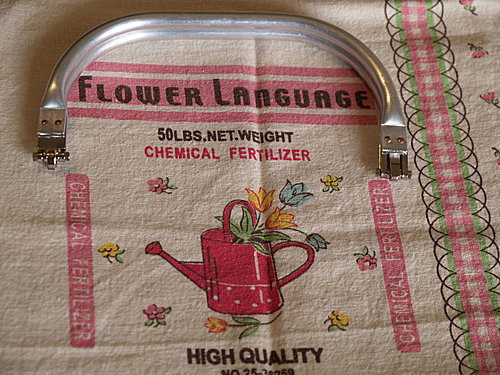 FLOWER LANGUAGE
50LBS.NET.WEIGHT
CHEMICAL FERTILIZER
CHEMICAL FERTILIZER
CHEMICAL FERTILIZER
HIGH QUALITY